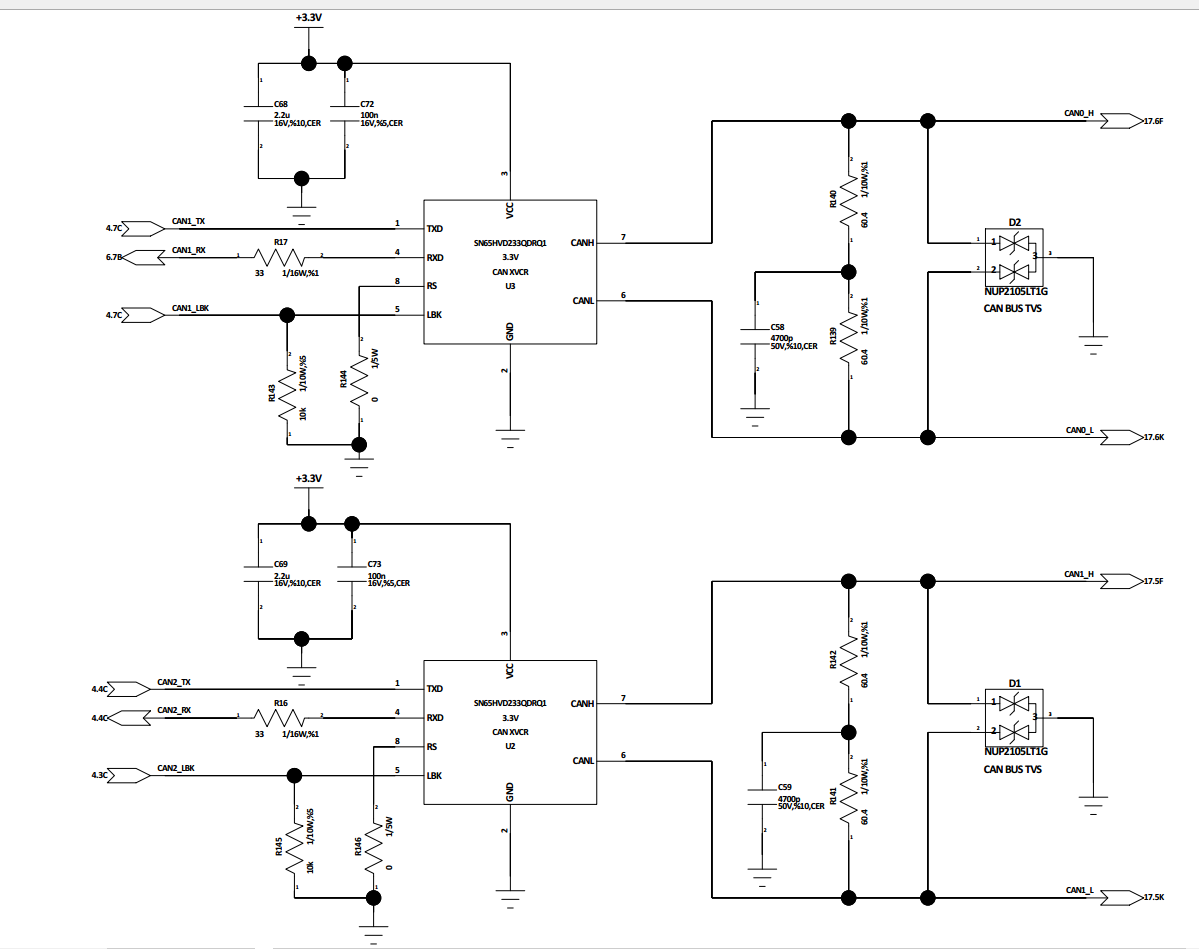 +3.3V
1
1
C68
2.2u
16V,%10,CER
C72
100n
16V,%5,CER
2
2
3
VCC
4.7C
CAN1_TX
1
TXD
6.7B
CAN1_RX
1
R17
2
33
1/16W,%1
4
RXD
8
RS
4.7C
CAN1_LBK
5
LBK
SN65HVD233QDRQ1
3.3V
CAN XVCR
U3
CANH
7
CANL
6
GND
2
2
R143
1/10W,%5
10k
1
2
R144
1/5W
0
1
CAN0_H
17.6F
2
R140
1/10W,%1
60.4
1
D2
1
1
2
2
3
3
NUP2105LT1G
CAN BUS TVS
1
C58
4700p
50V,%10,CER
2
2
R139
1/10W,%1
60.4
1
CAN0_L
17.6K
+3.3V
1
1
C69
2.2u
16V,%10,CER
C73
100n
16V,%5,CER
2
2
3
VCC
4.4C
CAN2_TX
1
TXD
4.4C
CAN2_RX
1
R16
2
33
1/16W,%1
4
RXD
8
RS
4.3C
CAN2_LBK
5
LBK
SN65HVD233QDRQ1
3.3V
CAN XVCR
U2
CANH
7
CANL
6
GND
2
2
R145
1/10W,%5
10k
1
2
R146
1/5W
0
1
CAN1_H
17.5F
2
R142
1/10W,%1
60.4
1
D1
1
1
2
2
3
3
NUP2105LT1G
CAN BUS TVS
1
C59
4700p
50V,%10,CER
2
2
R141
1/10W,%1
60.4
1
CAN1_L
17.5K